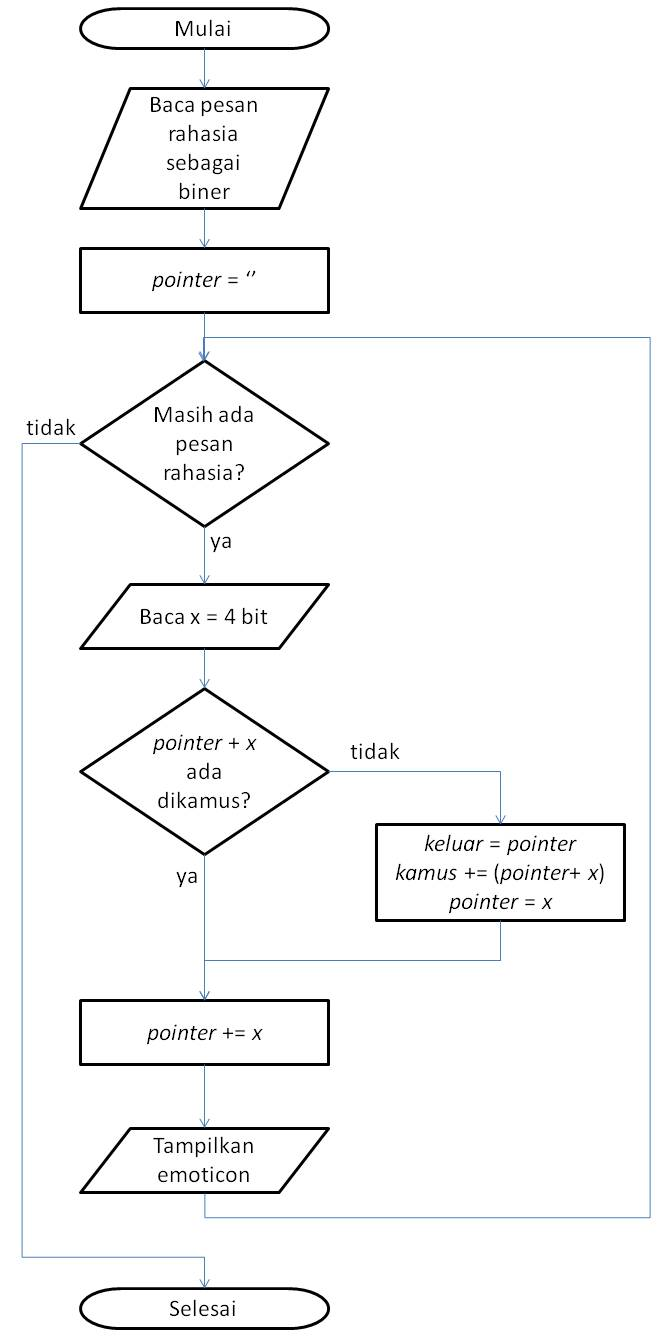 Mulai
Baca pesan
rahasia
sebagai
biner
pointer = ‘’
Masih ada
pesan
rahasia?
tidak
ya
Baca x = 4 bit
pointer + x
ada
dikamus?
tidak
keluar = pointer
kamus += (pointer+ x)
pointer = x
ya
pointer += x
Tampilkan
emoticon
Selesai